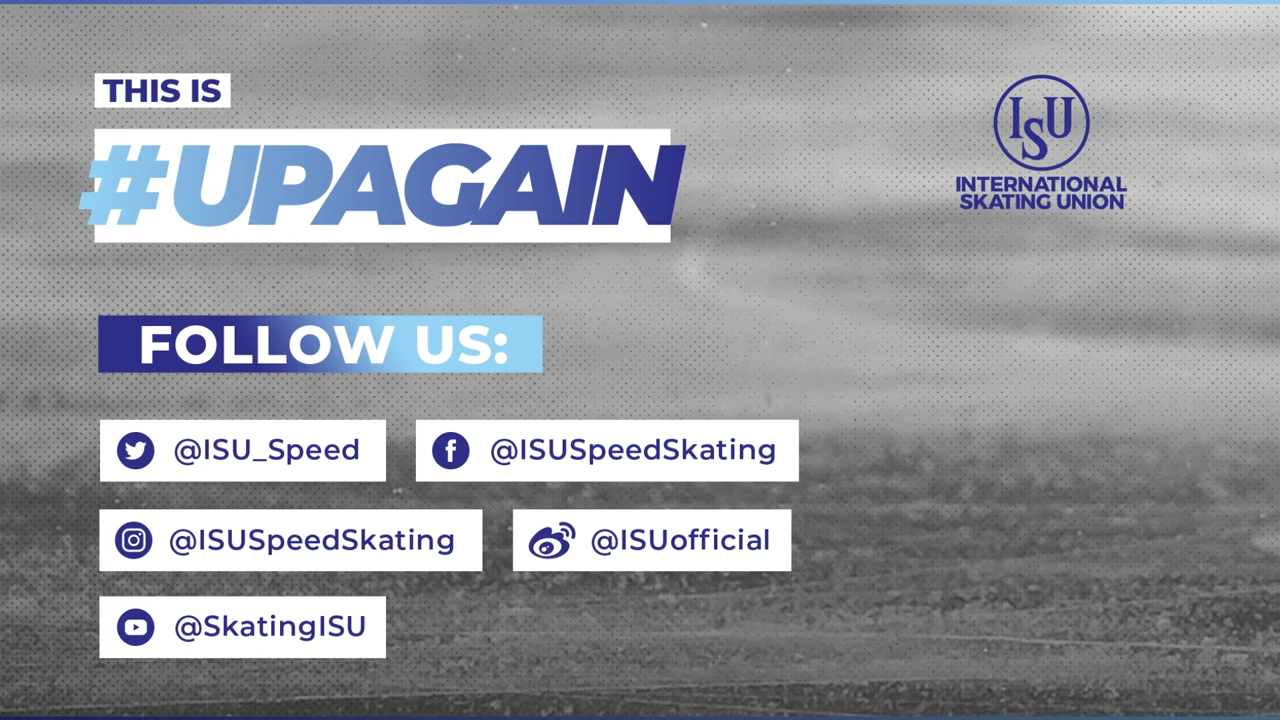 THIS IS
#UPAGAIN
ISU
INTERNATIONAL
SKATING UNION
FOLLOW US:
@ISU_Speed
@ISUSpeedSkating
@ISUSpeedSkating
@ISUofficial
@SkatingISU